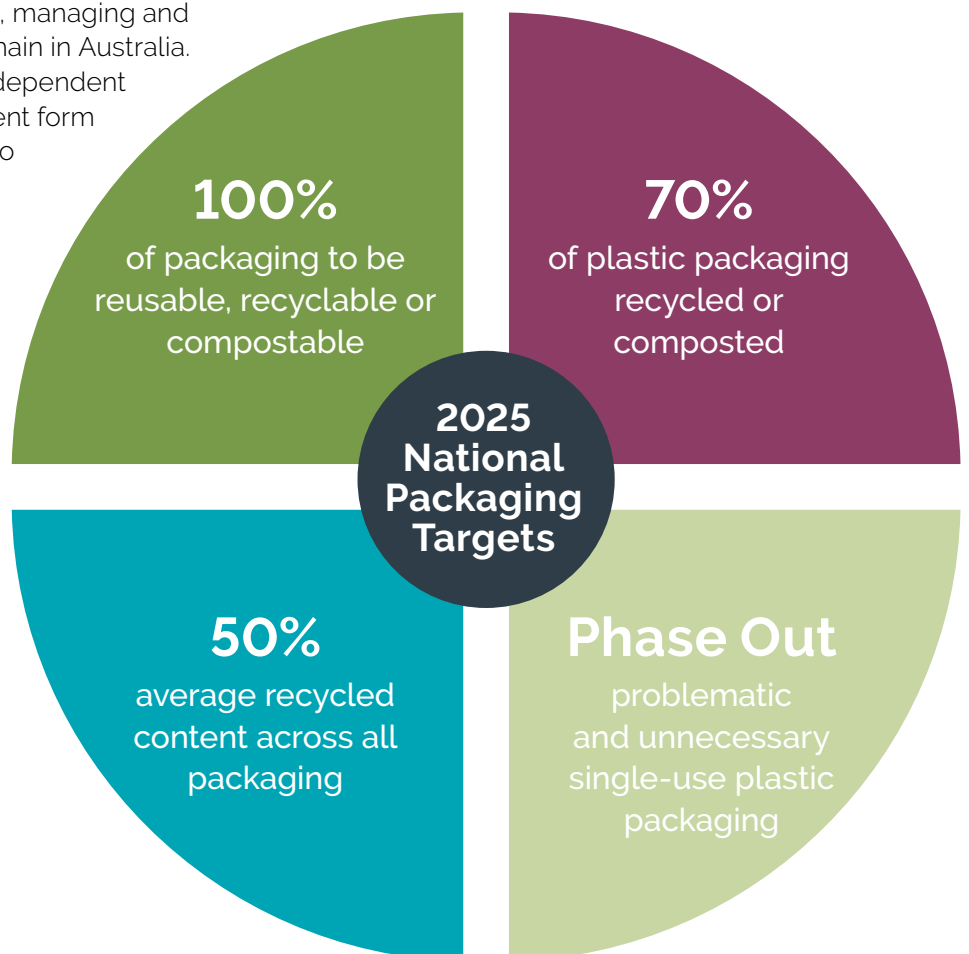 , managing and
ain in Australia.
dependent
ent form
o
100%
of packaging to be
reusable, recyclable or
compostable
70%
of plastic packaging
recycled or
composted
2025
National
Packaging
Targets
50%
average recycled
content across all
packaging
Phase Out
problematic
and unnecessary
single-use plastic
packaging